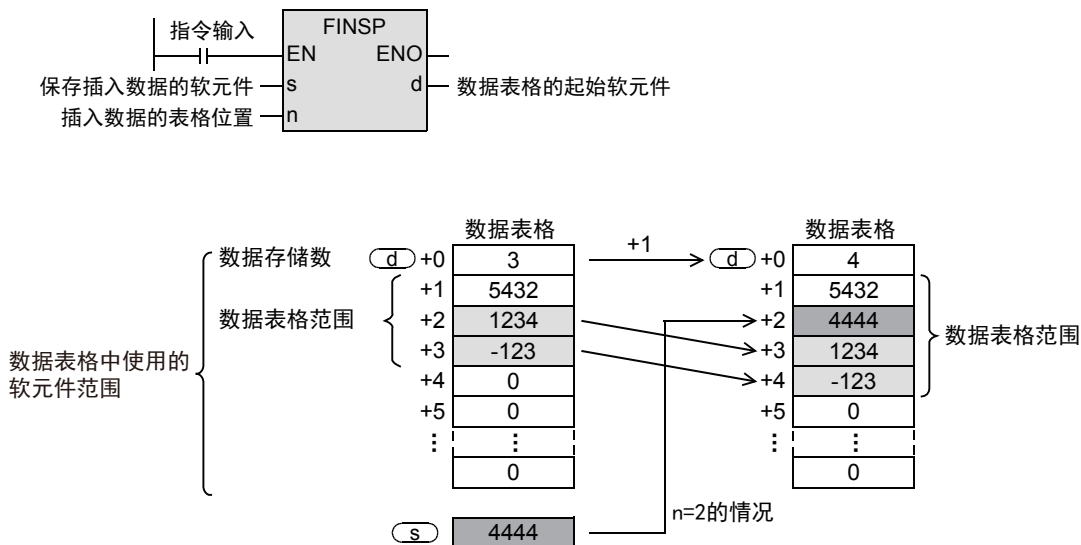 指令输入
FINSP
EN ENO
保存插入数据的软元件 s d 数据表格的起始软元件
插入数据的表格位置 n
数据表格 数据表格
数据存储数 d +0 3 +1 d +0 4
+1 5432 +1 5432
数据表格范围 +2 1234 +2 4444 数据表格范围
+3 -123 +3 1234
数据表格中使用的
软元件范围
+4 0 +4 -123
+5 0 +5 0
⋮ ⋮ ⋮ ⋮
0 0
n=2的情况
s 4444